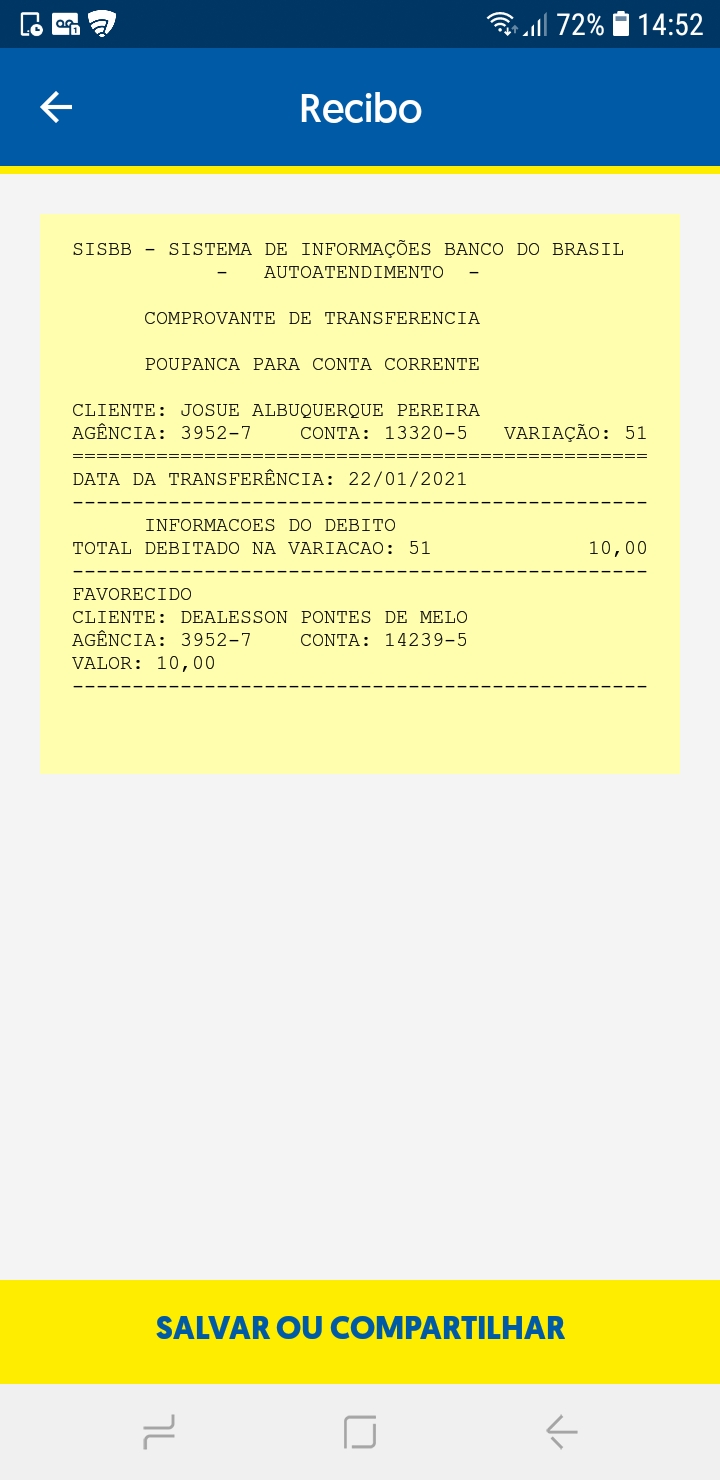 72% 14:52
Recibo
SISBB - SISTEMA DE INFORMAÇÕES BANCO DO BRASIL
- AUTOATENDIMENTO -
COMPROVANTE DE TRANSFERENCIA
POUPANCA PARA CONTA CORRENTE
CLIENTE: JOSUE ALBUQUERQUE PEREIRA
AGÊNCIA: 3952-7 CONTA: 13320-5 VARIAÇÃO: 51
================================================
DATA DA TRANSFERÊNCIA: 22/01/2021
------------------------------------------------
INFORMACOES DO DEBITO
TOTAL DEBITADO NA VARIACAO: 51 10,00
------------------------------------------------
FAVORECIDO
CLIENTE: DEALESSON PONTES DE MELO
AGÊNCIA: 3952-7 CONTA: 14239-5
VALOR: 10,00
------------------------------------------------
SALVAR OU COMPARTILHAR